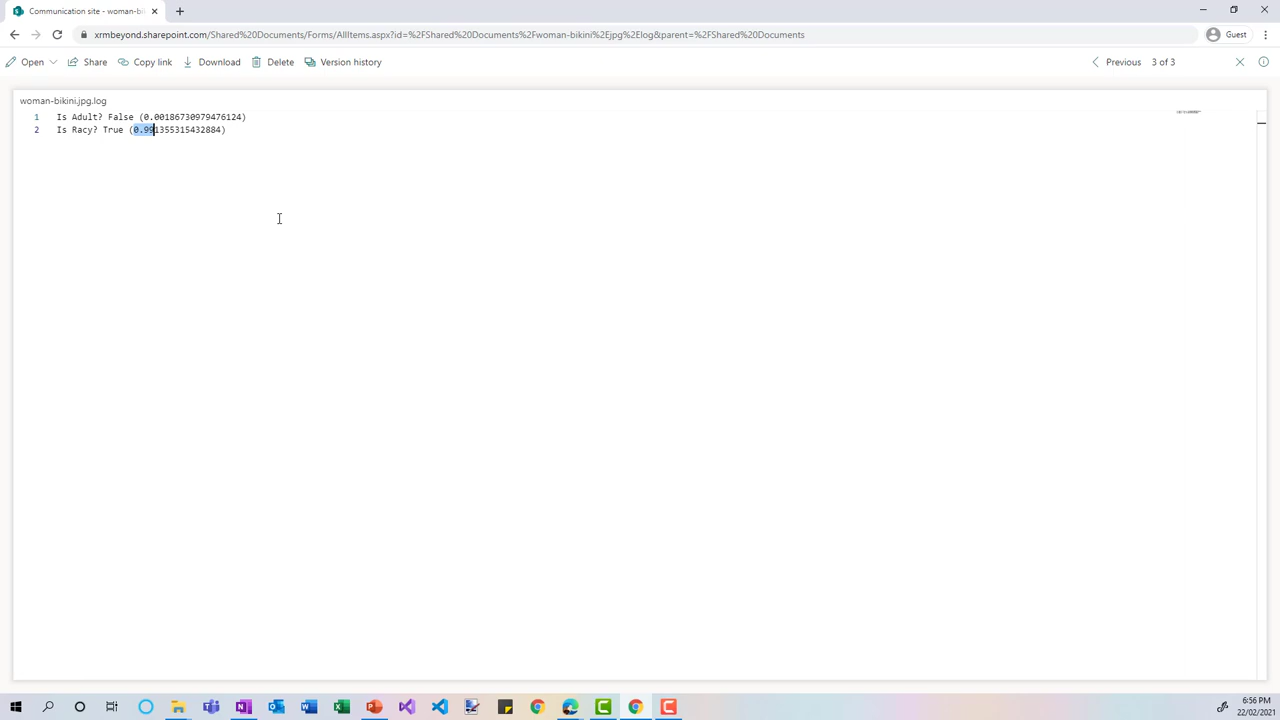 Communication site - woman-bi
xrmbeyond.sharepoint.com/Shared%20Documents/Forms/AllItems.aspx?id=%2FShared%20Documents%2Fwoman-bikini%2Ejpg%2Elog&parent=%2FShared%20Documents
Guest
Open Share Copy link Download Delete Version history Previous 3 of 3
woman-bikini.jpg.log
1 Is Adult? False (0.00186730979476124)
2 Is Racy? True (0.991355315432884)
6:56 PM
22/02/2021